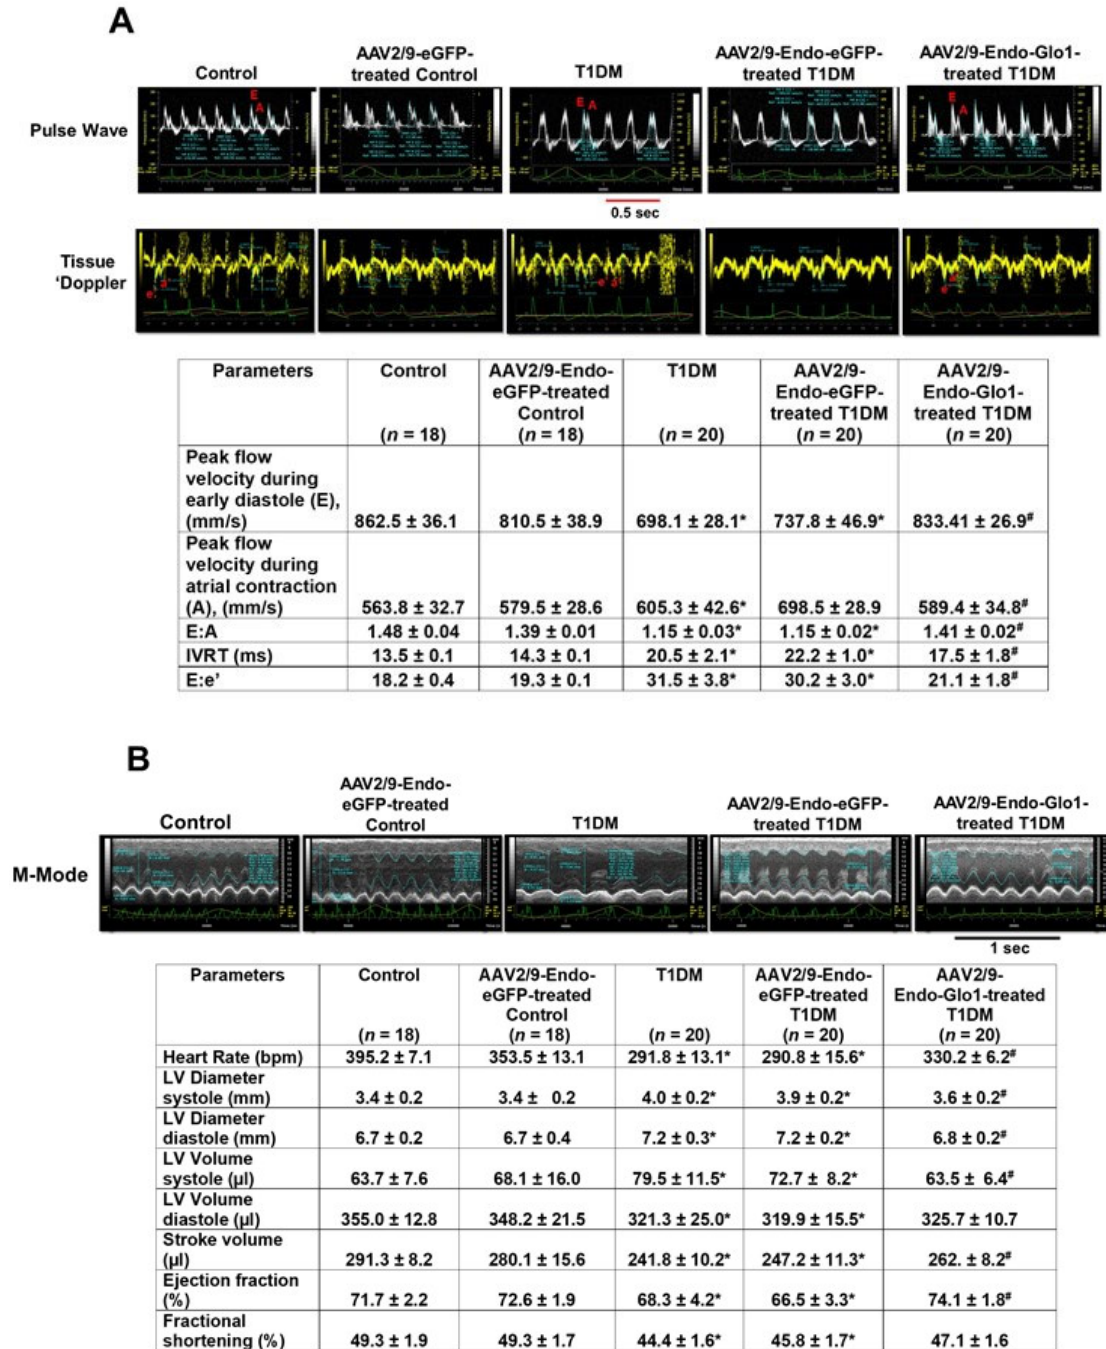 A
Control
AAV2/9-eGFP-
treated Control
T1DM
AAV2/9-Endo-eGFP-
treated T1DM
AAV2/9-Endo-Glo1-
treated T1DM
Pulse Wave
E
A
E A
E
A
0.5 sec
Tissue
'Doppler
e'
a'
e' a'
e'
a'
Parameters Control AAV2/9-Endo- T1DM AAV2/9- AAV2/9-
eGFP-treated Endo-eGFP- Endo-Glo1-
Control treated T1DM treated T1DM
(n = 18) (n = 18) (n = 20) (n = 20) (n = 20)
Peak flow
velocity during
early diastole (E),
(mm/s) 862.5 ± 36.1 810.5 ± 38.9 698.1 ± 28.1* 737.8 ± 46.9* 833.41 ± 26.9#
Peak flow
velocity during
atrial contraction
(A), (mm/s) 563.8 ± 32.7 579.5 ± 28.6 605.3 ± 42.6* 698.5 ± 28.9 589.4 ± 34.8#
E:A 1.48 ± 0.04 1.39 ± 0.01 1.15 ± 0.03* 1.15 ± 0.02* 1.41 ± 0.02#
IVRT (ms) 13.5 ± 0.1 14.3 ± 0.1 20.5 ± 2.1* 22.2 ± 1.0* 17.5 ± 1.8#
E:e' 18.2 ± 0.4 19.3 ± 0.1 31.5 ± 3.8* 30.2 ± 3.0* 21.1 ± 1.8#
B
Control
AAV2/9-Endo-
eGFP-treated
Control
T1DM
AAV2/9-Endo-eGFP-
treated T1DM
AAV2/9-Endo-Glo1-
treated T1DM
M-Mode
1 sec
Parameters Control AAV2/9-Endo- T1DM AAV2/9-Endo- AAV2/9-
eGFP-treated eGFP-treated Endo-Glo1-treated
Control T1DM T1DM
(n = 18) (n = 18) (n = 20) (n = 20) (n = 20)
Heart Rate (bpm) 395.2 ± 7.1 353.5 ± 13.1 291.8 ± 13.1* 290.8 ± 15.6* 330.2 ± 6.2#
LV Diameter
systole (mm) 3.4 ± 0.2 3.4 ± 0.2 4.0 ± 0.2* 3.9 ± 0.2* 3.6 ± 0.2#
LV Diameter
diastole (mm) 6.7 ± 0.2 6.7 ± 0.4 7.2 ± 0.3* 7.2 ± 0.2* 6.8 ± 0.2#
LV Volume
systole (µl) 63.7 ± 7.6 68.1 ± 16.0 79.5 ± 11.5* 72.7 ± 8.2* 63.5 ± 6.4#
LV Volume
diastole (µl) 355.0 ± 12.8 348.2 ± 21.5 321.3 ± 25.0* 319.9 ± 15.5* 325.7 ± 10.7
Stroke volume
(µl) 291.3 ± 8.2 280.1 ± 15.6 241.8 ± 10.2* 247.2 ± 11.3* 262. ± 8.2#
Ejection fraction
(%) 71.7 ± 2.2 72.6 ± 1.9 68.3 ± 4.2* 66.5 ± 3.3* 74.1 ± 1.8#
Fractional
shortening (%) 49.3 ± 1.9 49.3 ± 1.7 44.4 ± 1.6* 45.8 ± 1.7* 47.1 ± 1.6